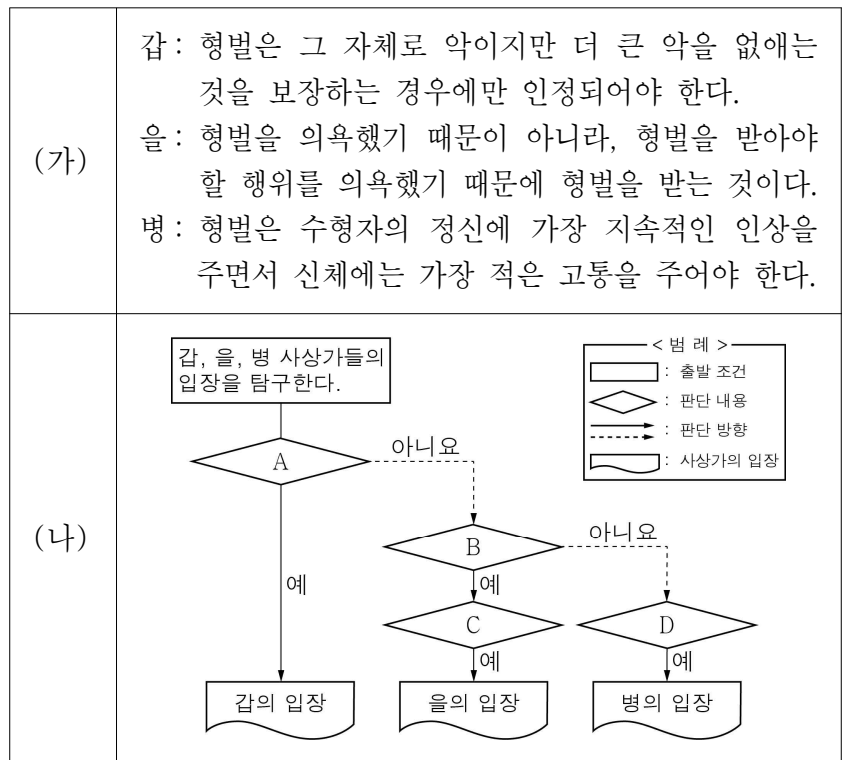 (가)
갑: 형벌은 그 자체로 악이지만 더 큰 악을 없애는
것을 보장하는 경우에만 인정되어야 한다.
을: 형벌을 의욕했기 때문이 아니라, 형벌을 받아야
할 행위를 의욕했기 때문에 형벌을 받는 것이다.
병: 형벌은 수형자의 정신에 가장 지속적인 인상을
주면서 신체에는 가장 적은 고통을 주어야 한다.
(나)
갑, 을, 병 사상가들의
입장을 탐구한다.
< 범 례 >
: 출발 조건
: 판단 내용
: 판단 방향
: 사상가의 입장
A
아니요
B
아니요
예
예
C
D
예
예
갑의 입장
을의 입장
병의 입장